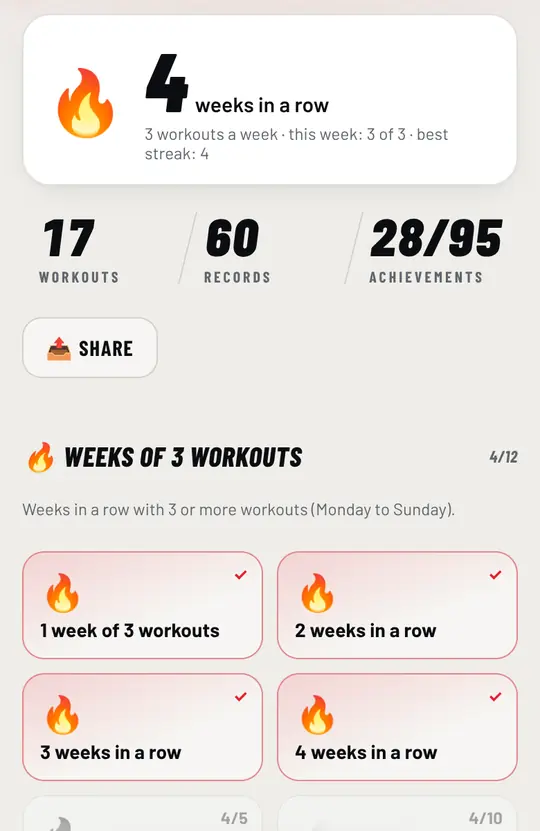 4 weeks in a row
3 workouts a week · this week: 3 of 3 · best
streak: 4
17
WORKOUTS
60
RECORDS
28/95
ACHIEVEMENTS
SHARE
WEEKS OF 3 WORKOUTS
4/12
Weeks in a row with 3 or more workouts (Monday to Sunday).
1 week of 3 workouts
2 weeks in a row
3 weeks in a row
4 weeks in a row
4/5
4/10